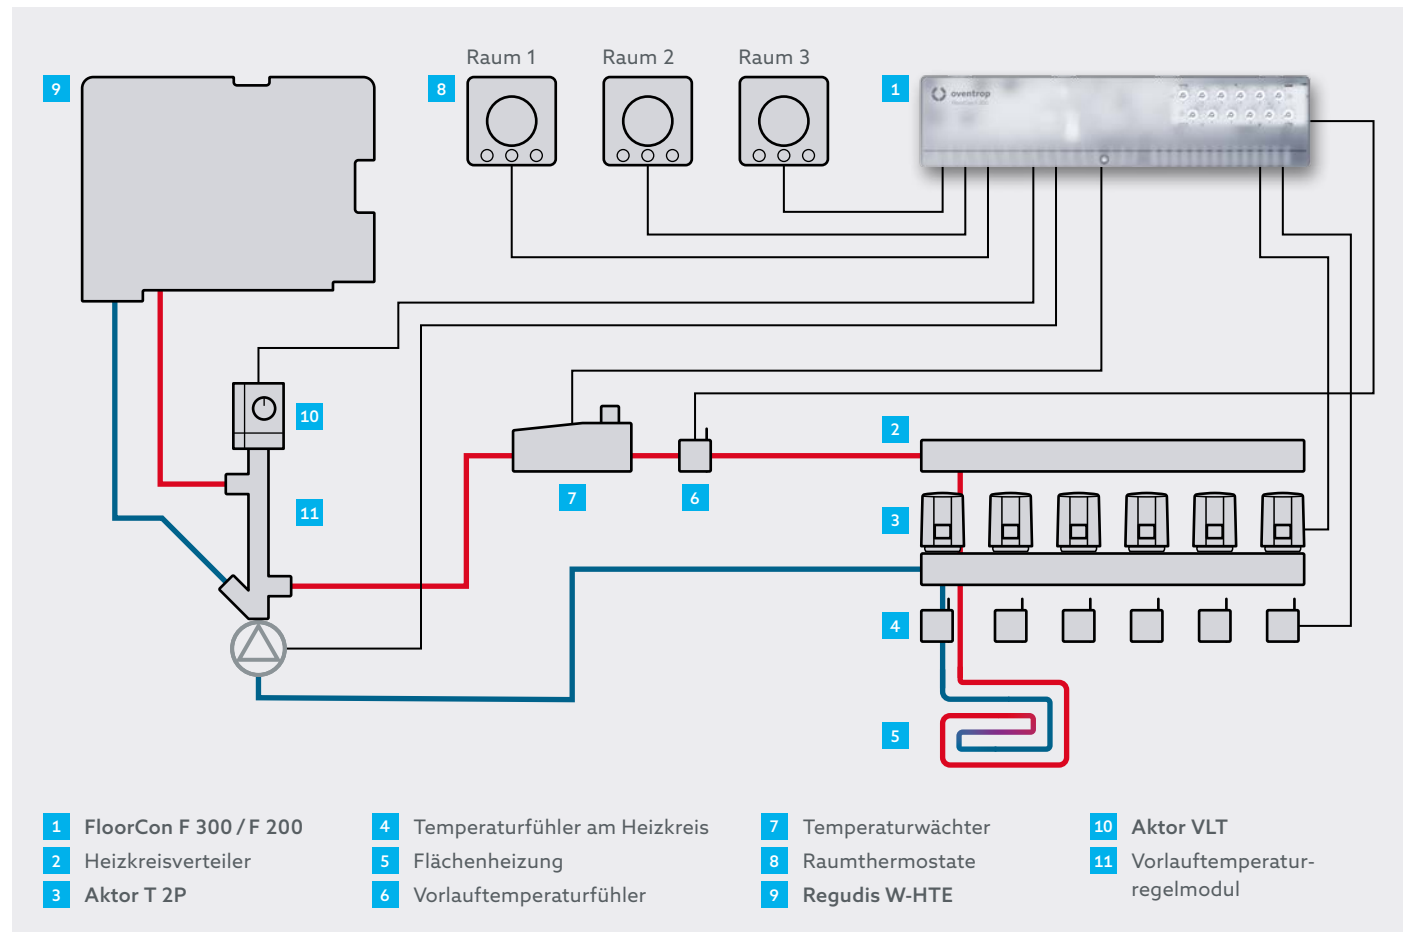 Raum 1
Raum 2
Raum 3
9
8
1
oventrop
10
2
7
6
11
3
4
5
1 FloorCon F 300 / F 200
2 Heizkreisverteiler
3 Aktor T 2P
4 Temperaturfühler am Heizkreis
5 Flächenheizung
6 Vorlauftemperaturfühler
7 Temperaturwächter
8 Raumthermostate
9 Regudis W-HTE
10 Aktor VLT
11 Vorlauftemperatur-
regelmodul